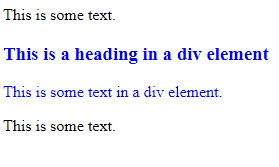 This is some text.
This is a heading in a div element
This is some text in a div element.
This is some text.